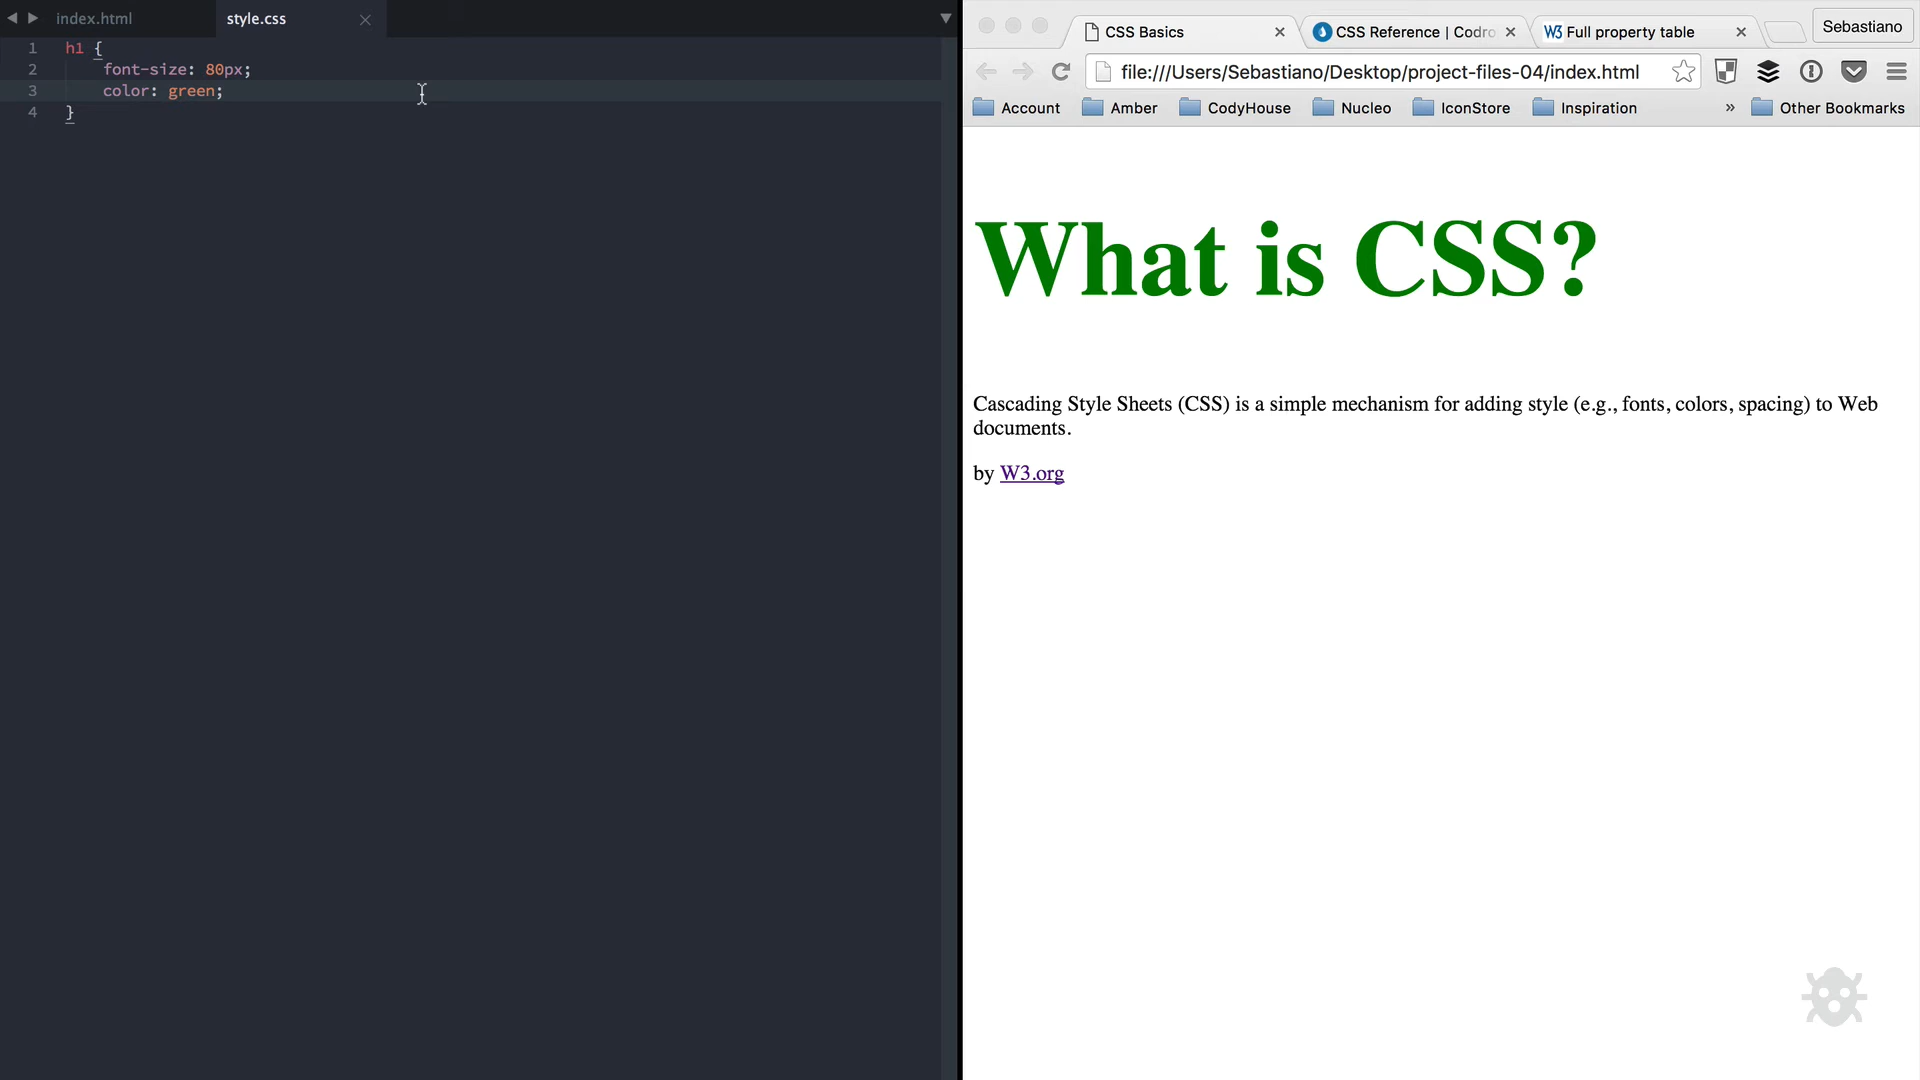 index.html
style.css
1 h1 {
2 font-size: 80px;
3 color: green;
4 }
CSS Basics
CSS Reference | Codro
W3 Full property table
Sebastiano
file:///Users/Sebastiano/Desktop/project-files-04/index.html
Account Amber CodyHouse Nucleo IconStore Inspiration » Other Bookmarks
What is CSS?
Cascading Style Sheets (CSS) is a simple mechanism for adding style (e.g., fonts, colors, spacing) to Web
documents.
by W3.org